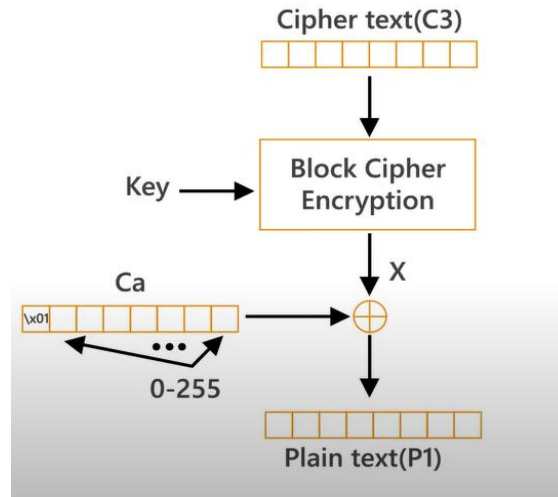 Cipher text(C3)
Block Cipher
Encryption
Key
X
Ca
\x01
•••
0-255
Plain text(P1)